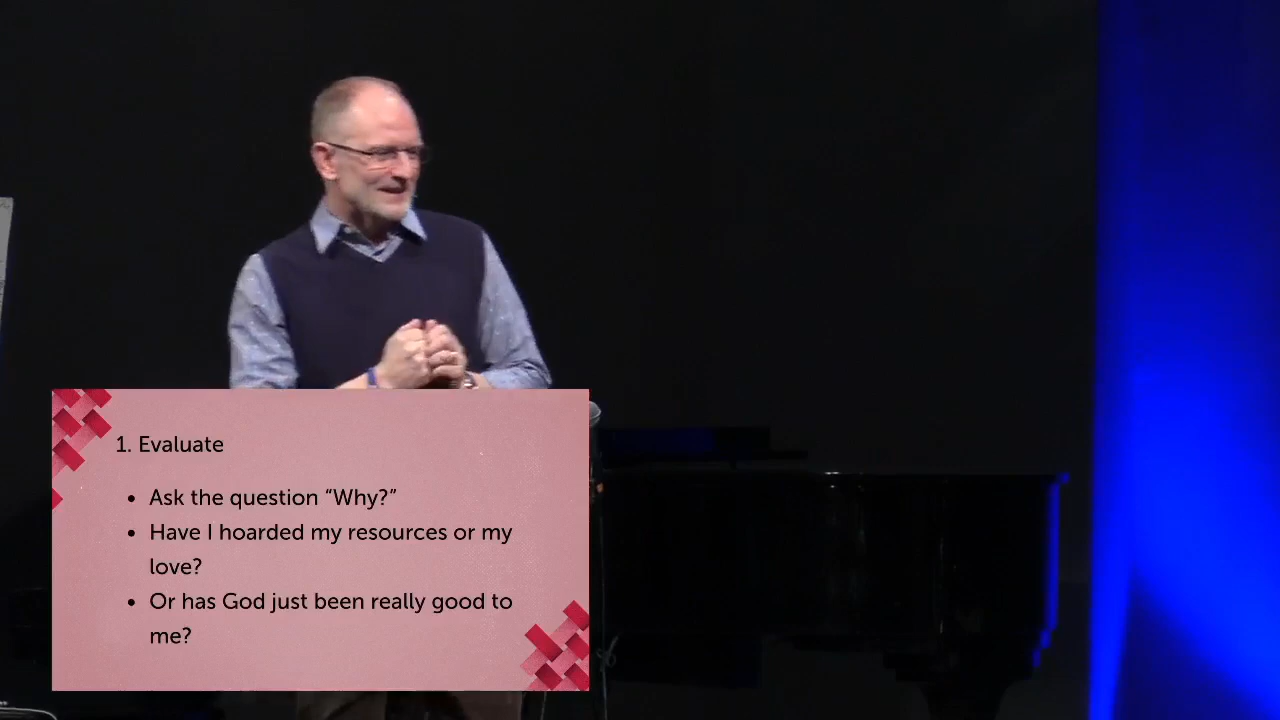 1. Evaluate
• Ask the question “Why?”
• Have I hoarded my resources or my
love?
• Or has God just been really good to
me?